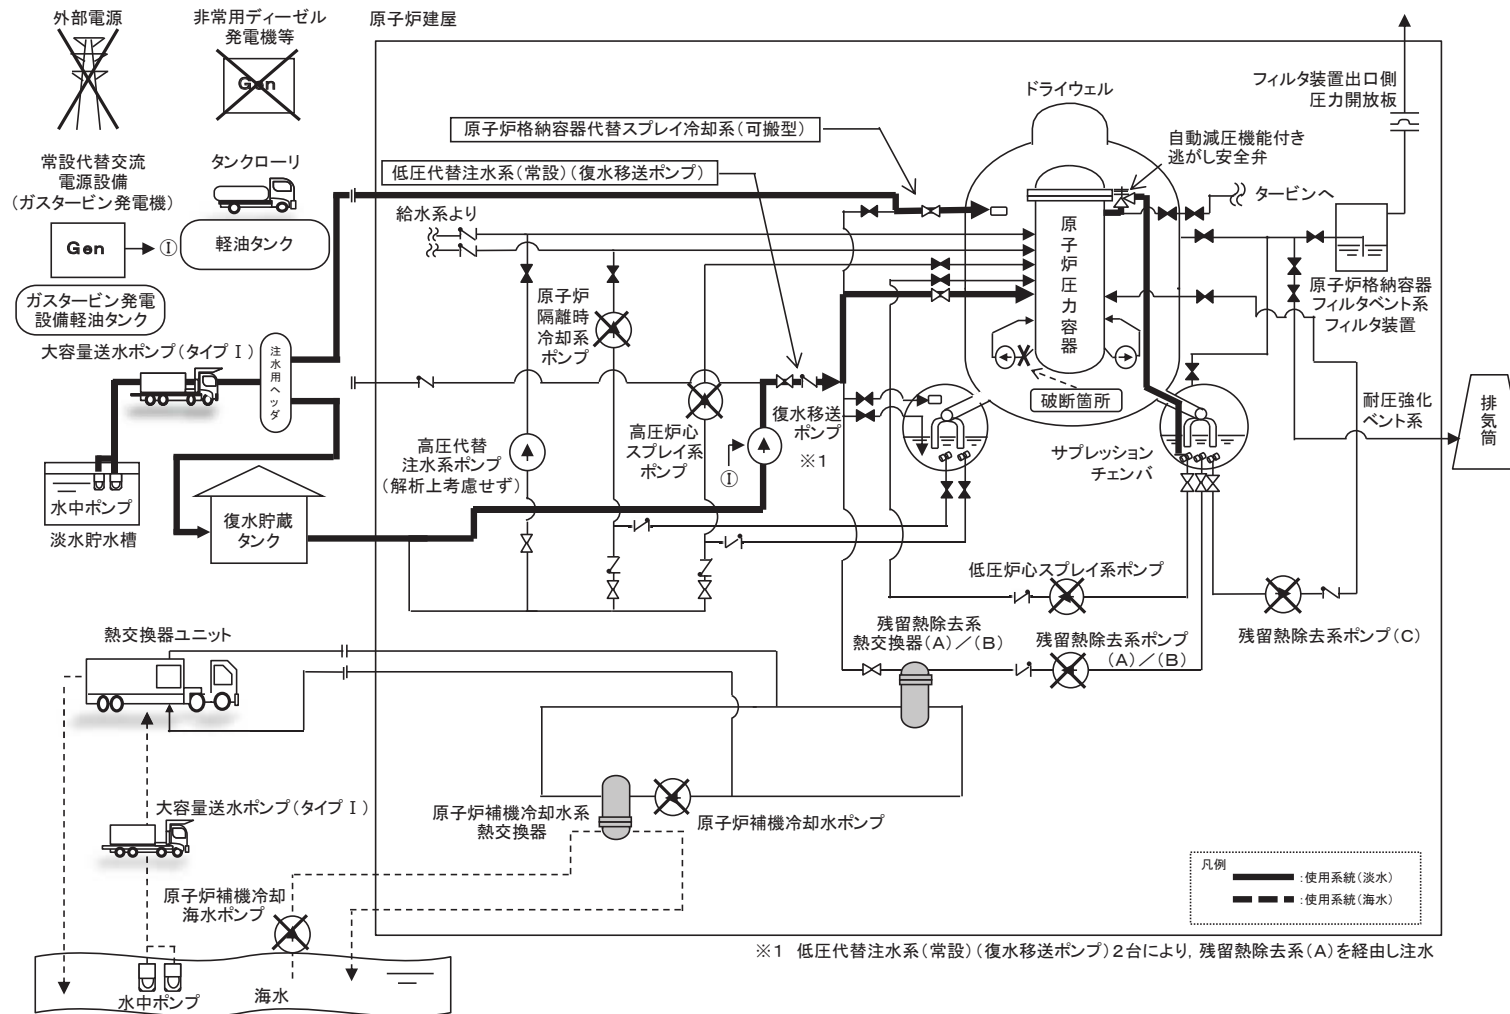 外部電源
非常用ディーゼル
発電機等
Gen
原子炉建屋
常設代替交流
電源設備
(ガスタービン発電機)
タンクローリ
Gen
①
軽油タンク
ガスタービン発電
設備軽油タンク
大容量送水ポンプ(タイプⅠ)
注水用ヘッダ
水中ポンプ
淡水貯水槽
復水貯蔵
タンク
原子炉格納容器代替スプレイ冷却系(可搬型)
低圧代替注水系(常設)(復水移送ポンプ)
給水系より
ドライウェル
自動減圧機能付き
逃がし安全弁
タービンへ
フィルタ装置出口側
圧力開放板
原子炉格納容器
フィルタベント系
フィルタ装置
原子炉圧力容器
原子炉
隔離時
冷却系
ポンプ
破断箇所
高圧代替
注水系ポンプ
(解析上考慮せず)
高圧炉心
スプレイ系
ポンプ
①
復水移送
ポンプ
※1
サプレッション
チェンバ
耐圧強化
ベント系
排気筒
低圧炉心スプレイ系ポンプ
残留熱除去系
熱交換器(A)/(B)
残留熱除去系ポンプ
(A)/(B)
残留熱除去系ポンプ(C)
熱交換器ユニット
大容量送水ポンプ(タイプⅠ)
原子炉補機冷却水系
熱交換器
原子炉補機冷却水ポンプ
原子炉補機冷却
海水ポンプ
水中ポンプ
海水
凡例
:使用系統(淡水)
:使用系統(海水)
※1 低圧代替注水系(常設)(復水移送ポンプ)2台により,残留熱除去系(A)を経由し注水